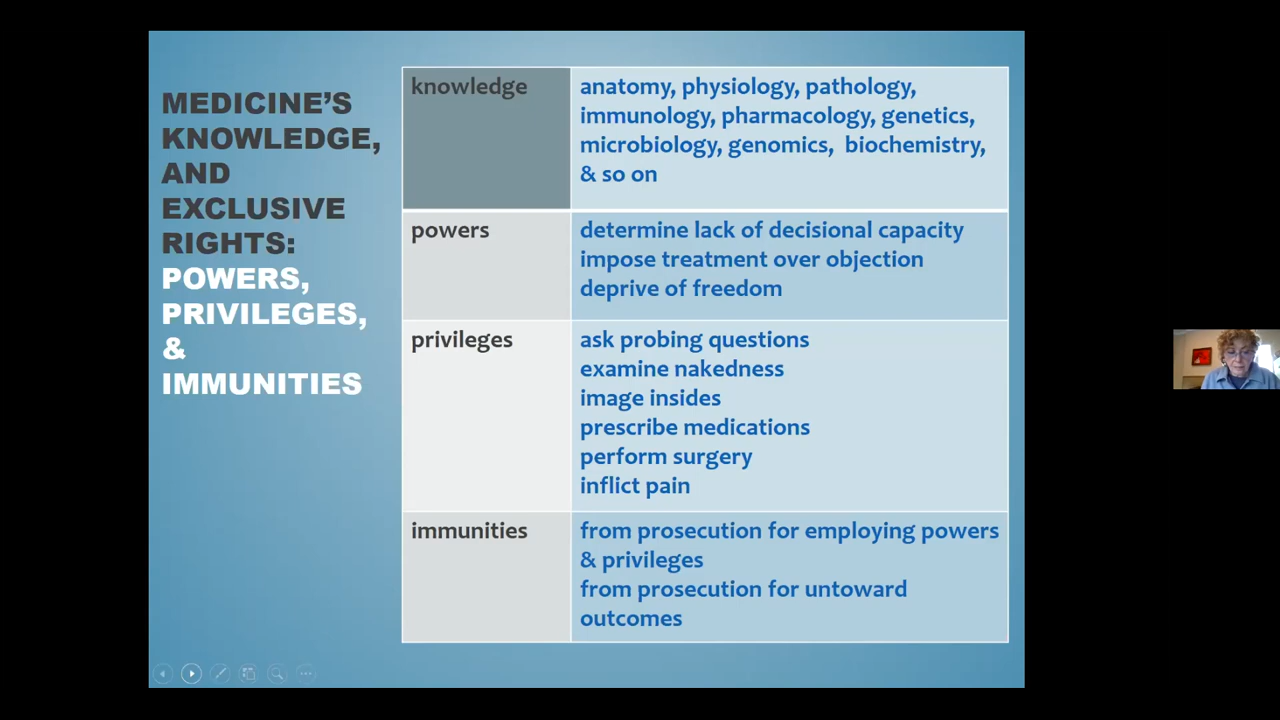 MEDICINE'S
KNOWLEDGE,
AND
EXCLUSIVE
RIGHTS:
POWERS,
PRIVILEGES,
&
IMMUNITIES
knowledge
anatomy, physiology, pathology,
immunology, pharmacology, genetics,
microbiology, genomics, biochemistry,
& so on
powers
determine lack of decisional capacity
impose treatment over objection
deprive of freedom
privileges
ask probing questions
examine nakedness
image insides
prescribe medications
perform surgery
inflict pain
immunities
from prosecution for employing powers
& privileges
from prosecution for untoward
outcomes